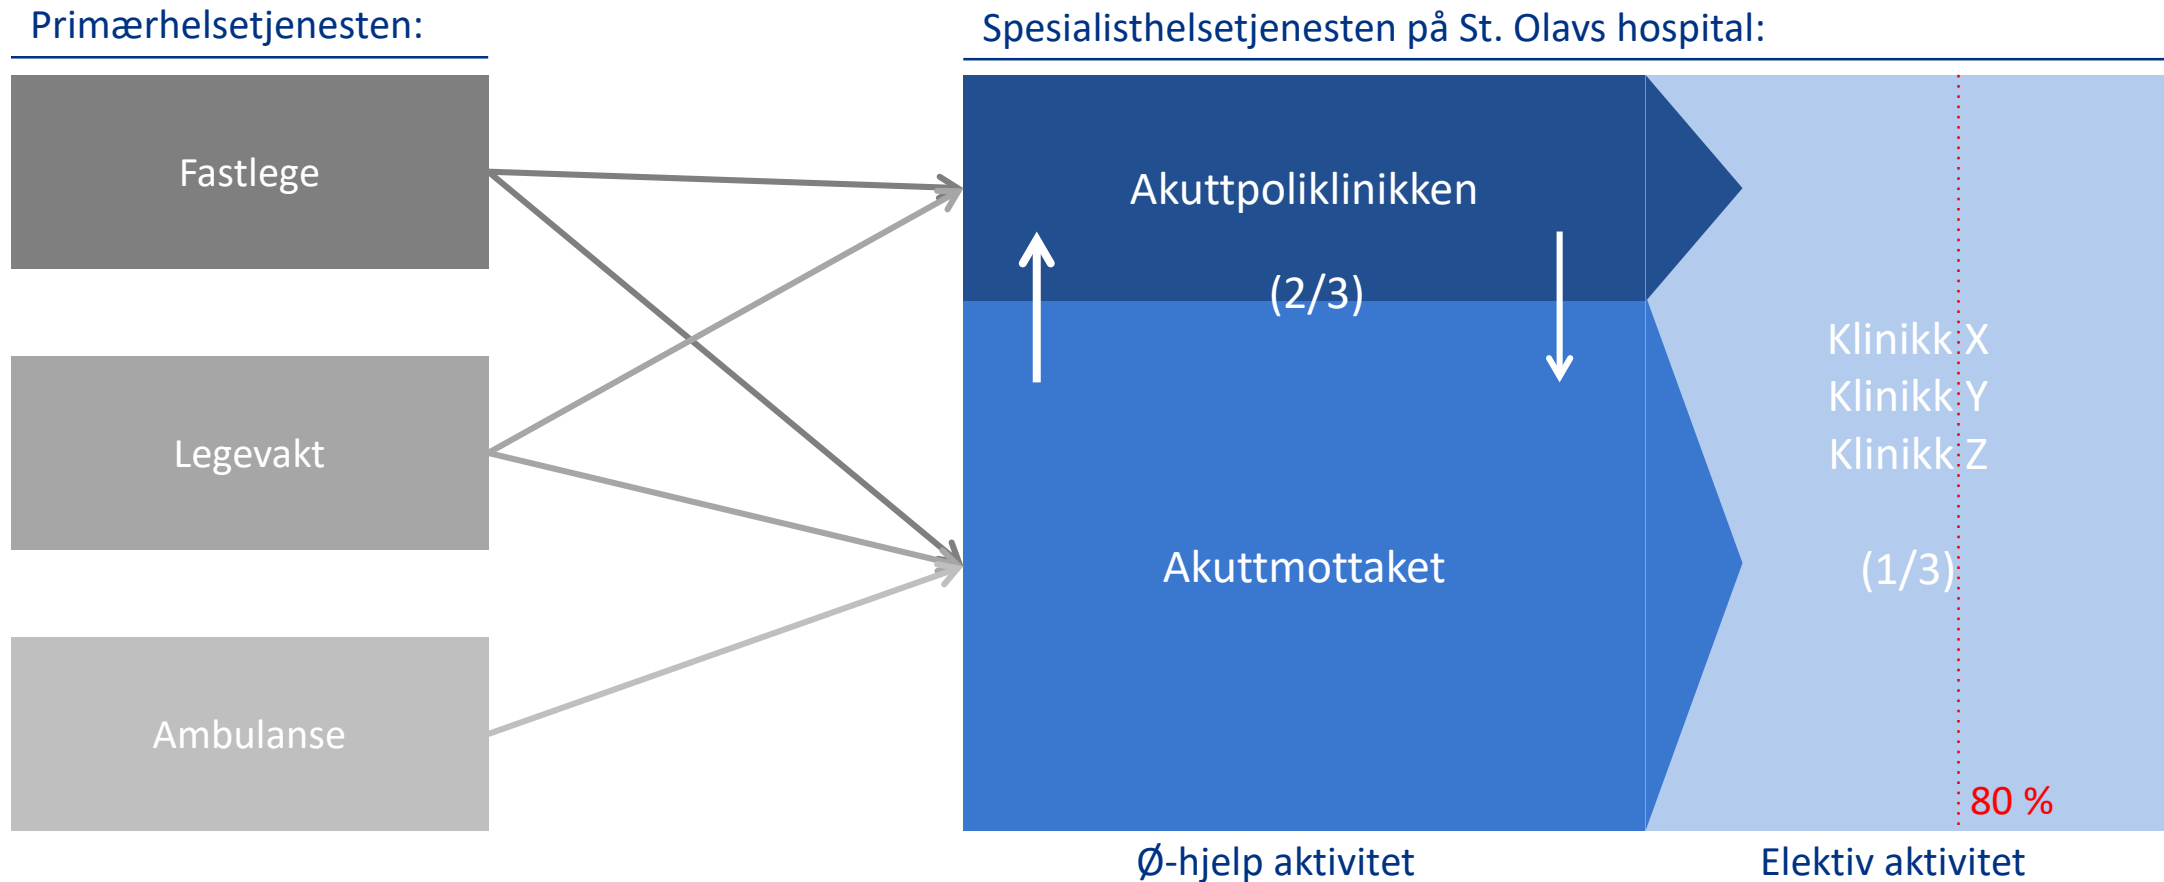 Primærhelsetjenesten:
Fastlege
Legevakt
Ambulanse
Spesialisthelsetjenesten på St. Olavs hospital:
Akuttpoliklinikken
(2/3)
Akuttmottaket
Klinikk X
Klinikk Y
Klinikk Z
(1/3)
80 %
Ø-hjelp aktivitet
Elektiv aktivitet